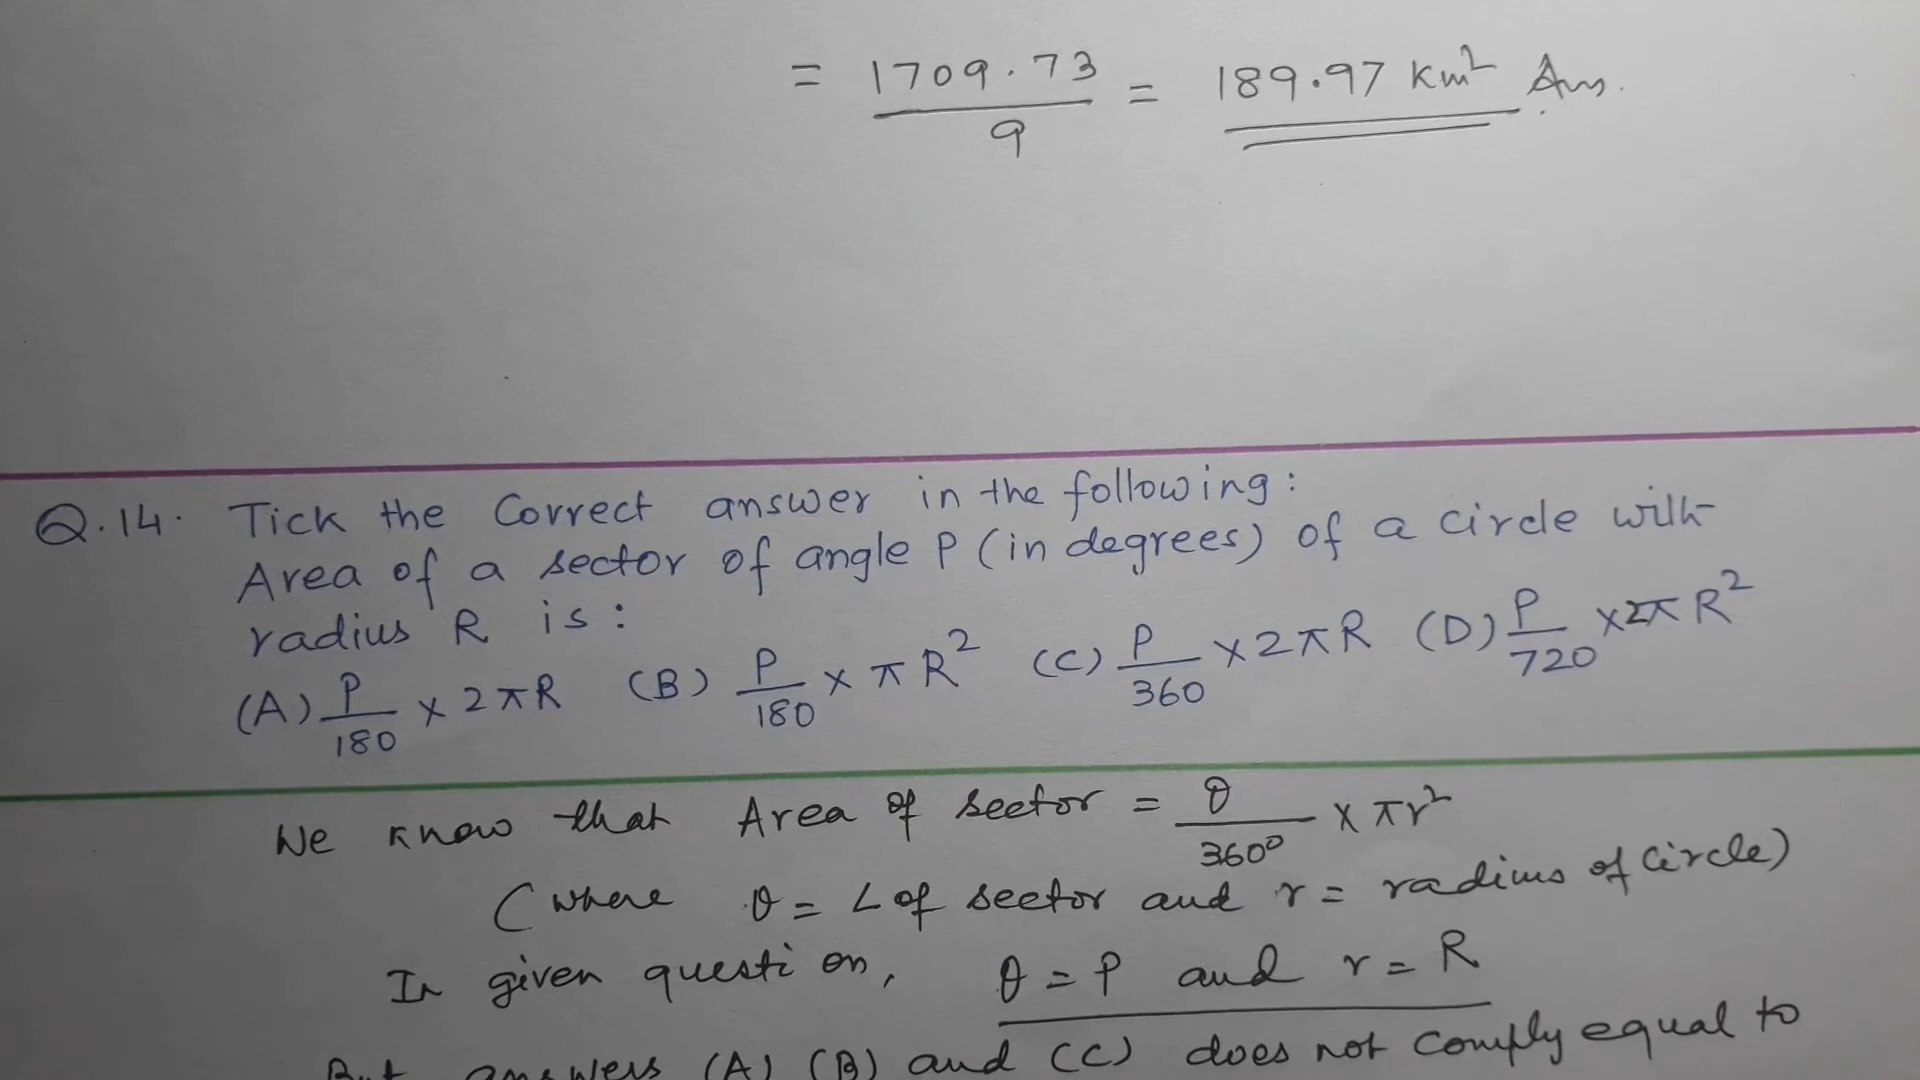 = 1709.73 / 9 = 189.97 Km² Ans.
Q.14. Tick the Correct answer in the following:
Area of a sector of angle P (in degrees) of a circle with
radius R is:
(A) P/180 × 2πR (B) P/180 × πR² (C) P/360 × 2πR (D) P/720 × 2πR²
We know that Area of sector = θ/360° × πr²
(where θ = ∠ of sector and r = radius of circle)
In given question, θ = P and r = R
But answers (A) (B) and (C) does not comply equal to